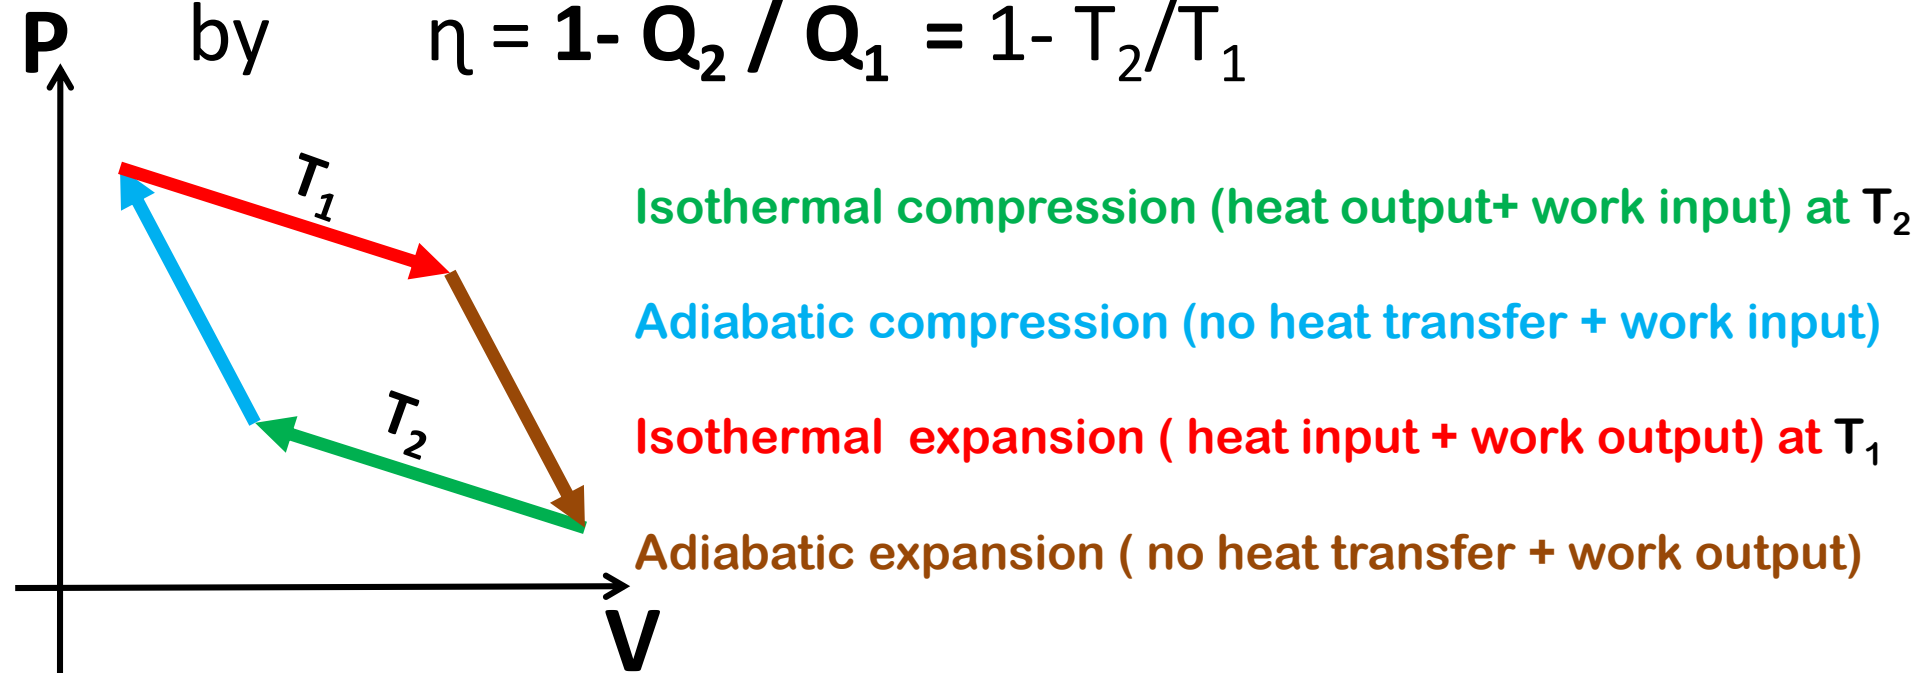 P by ɳ = 1- Q₂ / Q₁ = 1- T₂/T₁
T₁
Isothermal compression (heat output+ work input) at T₂
Adiabatic compression (no heat transfer + work input)
T₂
Isothermal expansion ( heat input + work output) at T₁
Adiabatic expansion ( no heat transfer + work output)
V